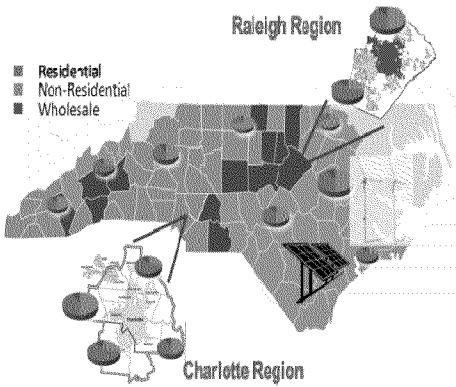 Raleigh Region
Residential
Non-Residential
Wholesale
Charlotte Region